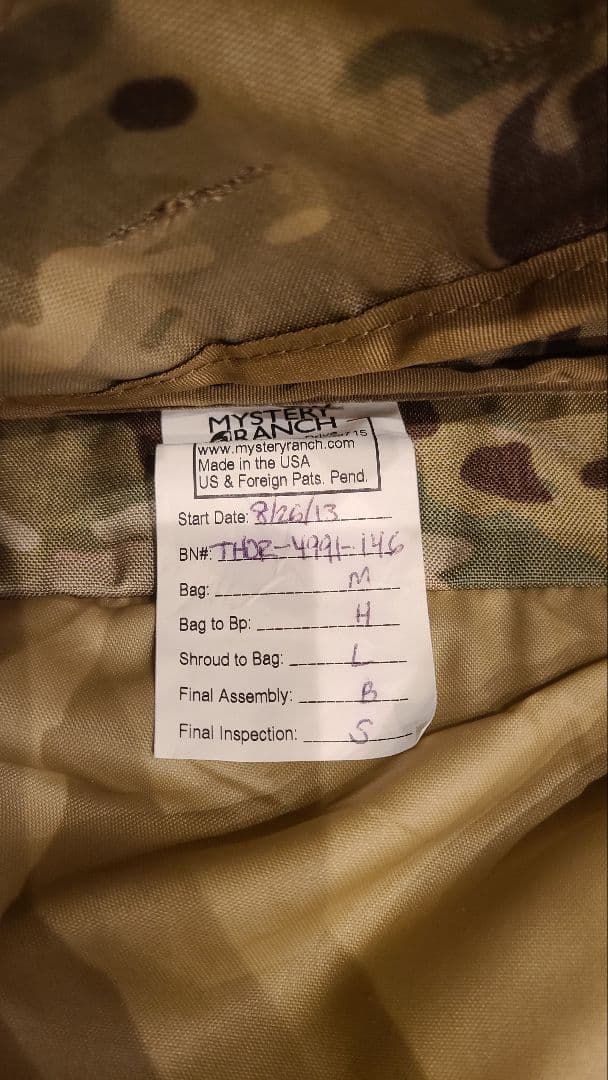 MYSTERY
RANCH
www.mysteryranch.com
Made in the USA
US & Foreign Pats. Pend.
Start Date: 8/26/13
BN#: THDR-4991-146
Bag: M
Bag to Bp: H
Shroud to Bag: L
Final Assembly: B
Final Inspection: S